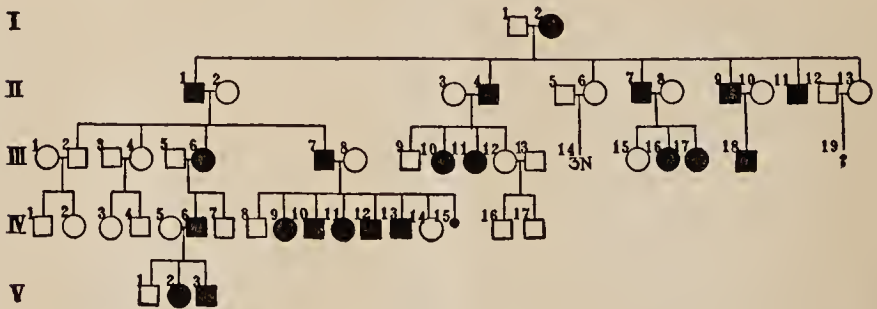 I 1 2
II 1 2 3 4 5 6 7 8 9 10 11 12 13
III 1 2 3 4 5 6 7 8 9 10 11 12 13 14 3N 15 16 17 18 19 ?
IV 1 2 3 4 5 6 7 8 9 10 11 12 13 14 15 16 17
V 1 2 3